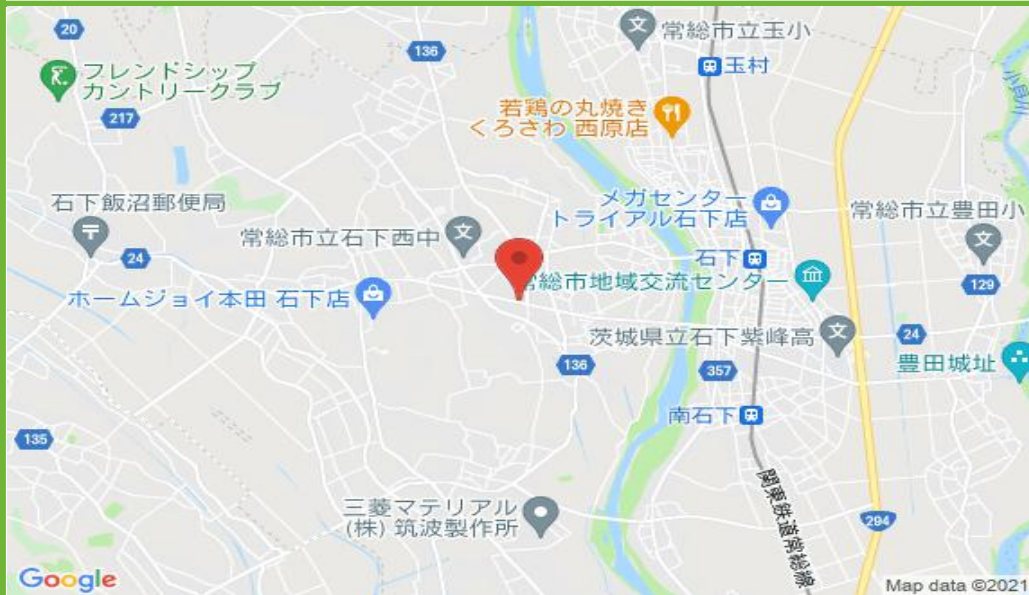 20
136
常総市立玉小
玉村
フレンドシップ
カントリークラブ
217
若鶏の丸焼き
くろさわ 西原店
小貝川
石下飯沼郵便局
メガセンター
トライアル石下店
常総市立豊田小
常総市立石下西中
24
石下
常総市地域交流センター
129
ホームジョイ本田 石下店
茨城県立石下紫峰高
24
136
357
豊田城址
南石下
135
関東鉄道常総線
三菱マテリアル
(株) 筑波製作所
294
Google
Map data ©2021